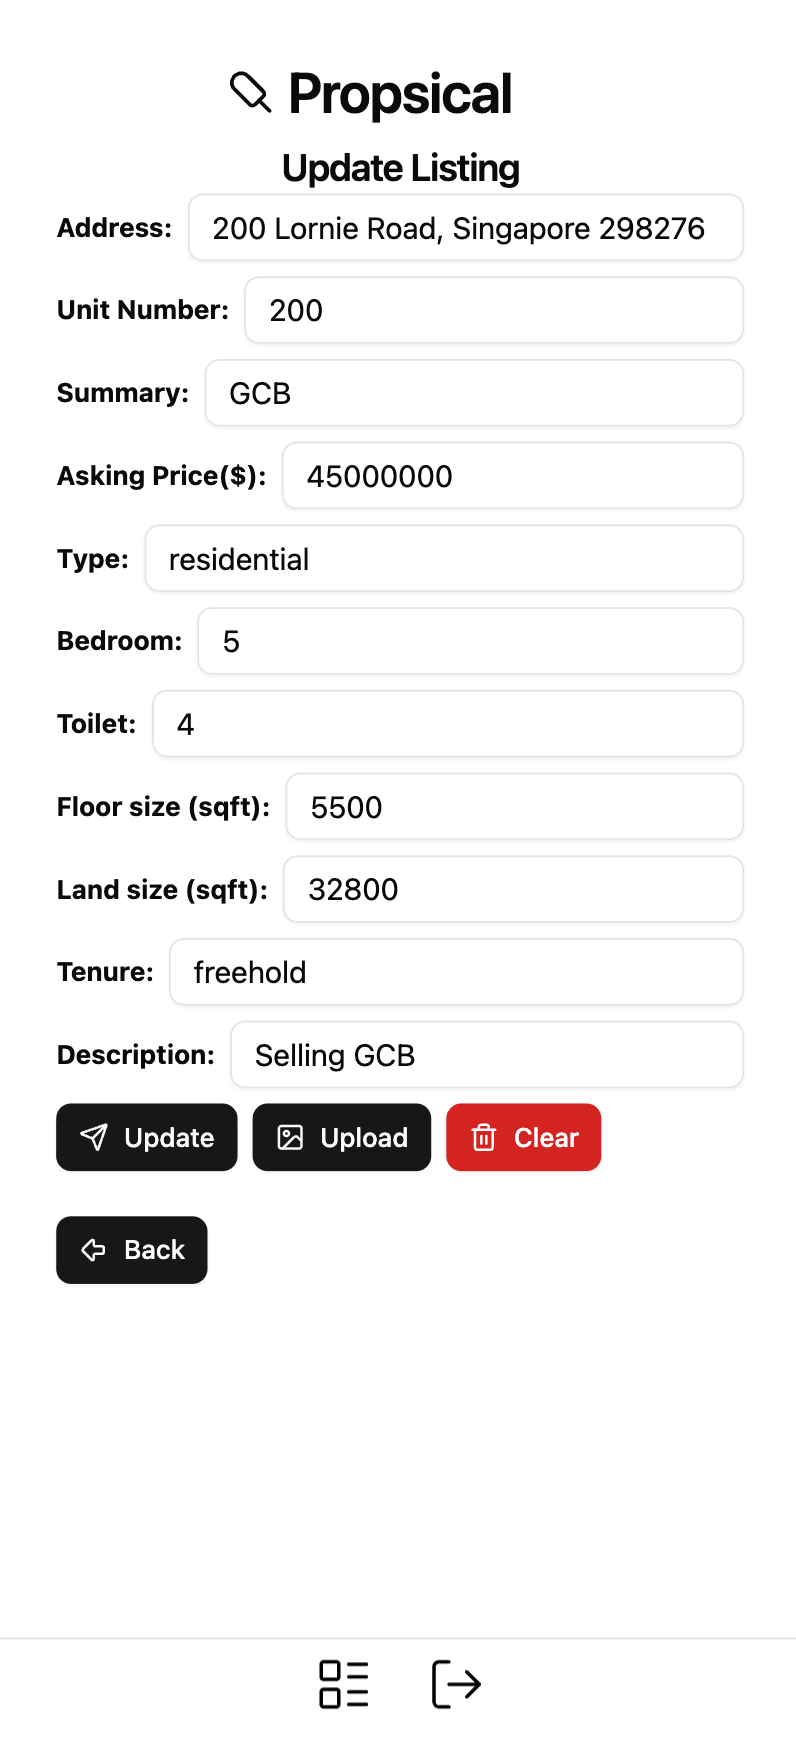 Propsical
Update Listing
Address: 200 Lornie Road, Singapore 298276
Unit Number: 200
Summary: GCB
Asking Price($): 45000000
Type: residential
Bedroom: 5
Toilet: 4
Floor size (sqft): 5500
Land size (sqft): 32800
Tenure: freehold
Description: Selling GCB
Update Upload Clear
Back